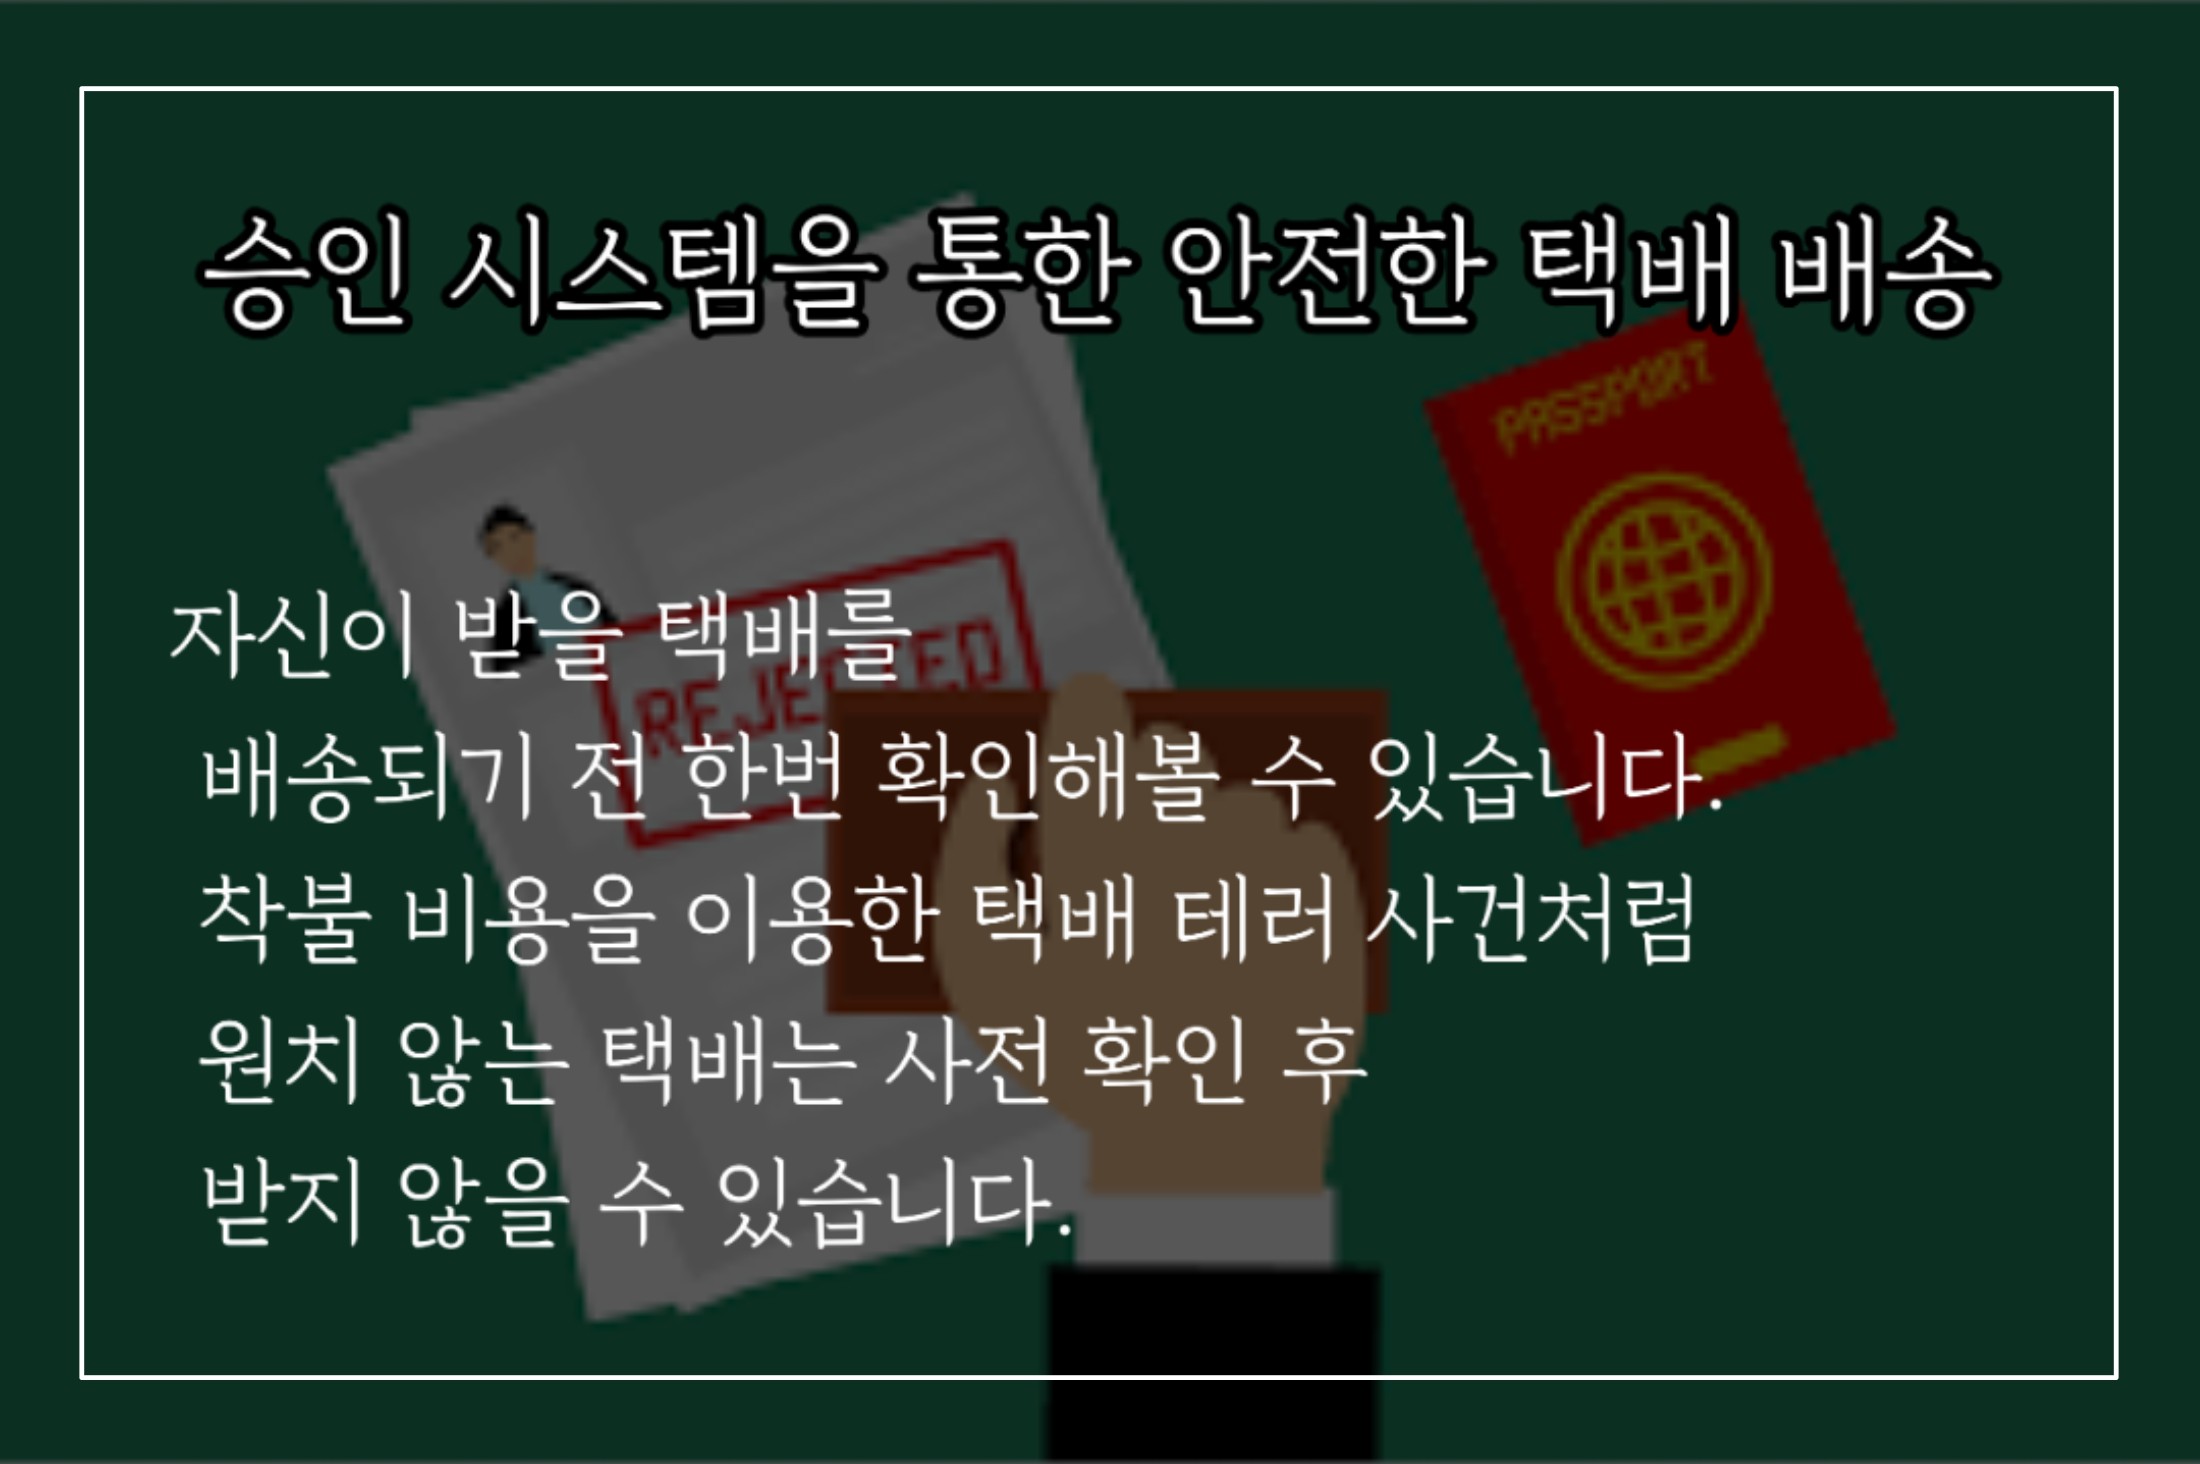 승인 시스템을 통한 안전한 택배 배송
PASSPORT
자신이 받을 택배를
REJECTED
배송되기 전 한번 확인해볼 수 있습니다.
착불 비용을 이용한 택배 테러 사건처럼
원치 않는 택배는 사전 확인 후
받지 않을 수 있습니다.